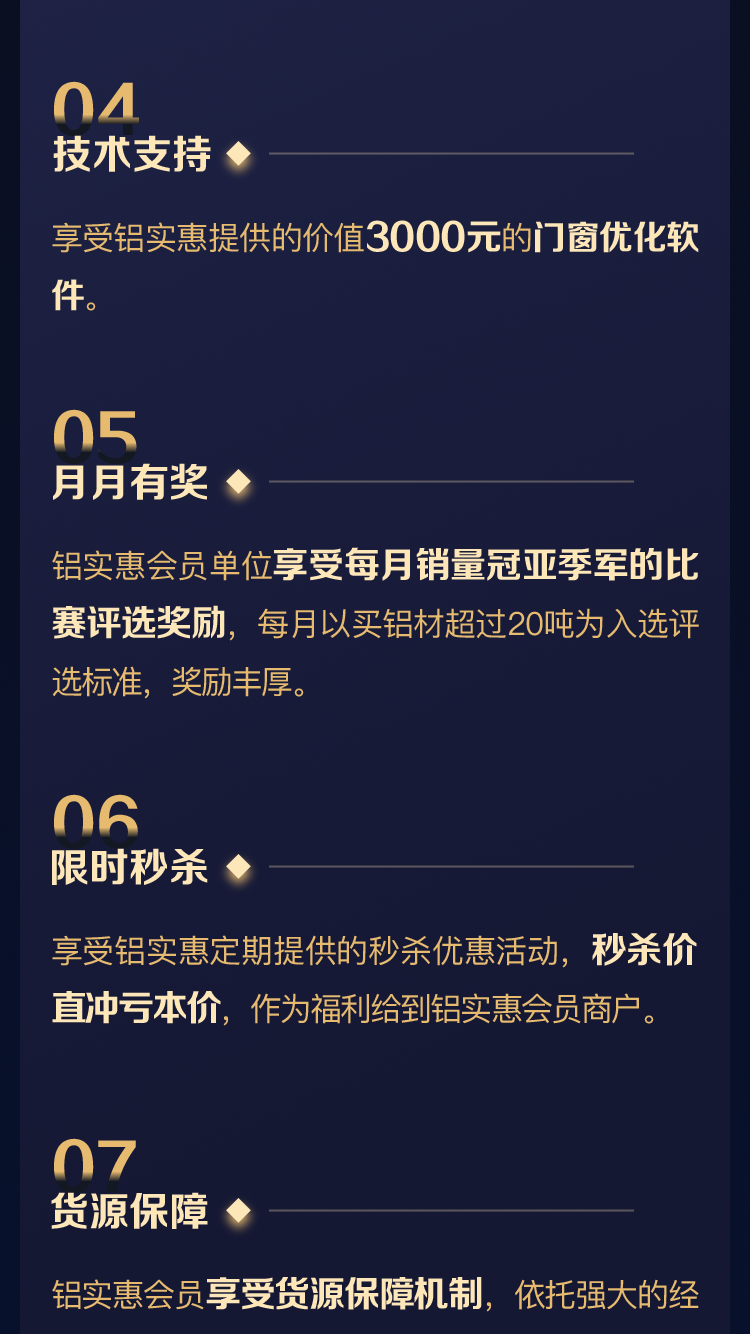 04
技术支持
享受铝实惠提供的价值3000元的门窗优化软
件。
05
月月有奖
铝实惠会员单位享受每月销量冠亚季军的比
赛评选奖励，每月以买铝材超过20吨为入选评
选标准，奖励丰厚。
06
限时秒杀
享受铝实惠定期提供的秒杀优惠活动，秒杀价
直冲亏本价，作为福利给到铝实惠会员商户。
07
货源保障
铝实惠会员享受货源保障机制，依托强大的经